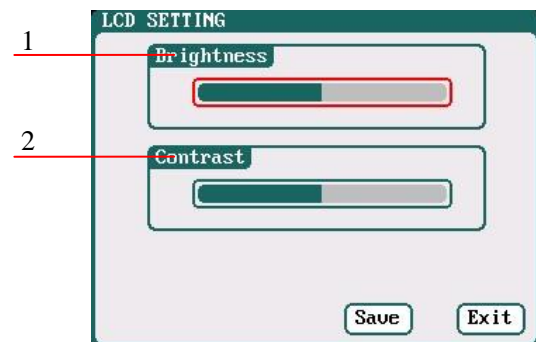 LCD SETTING
1
Brightness
2
Contrast
Save Exit